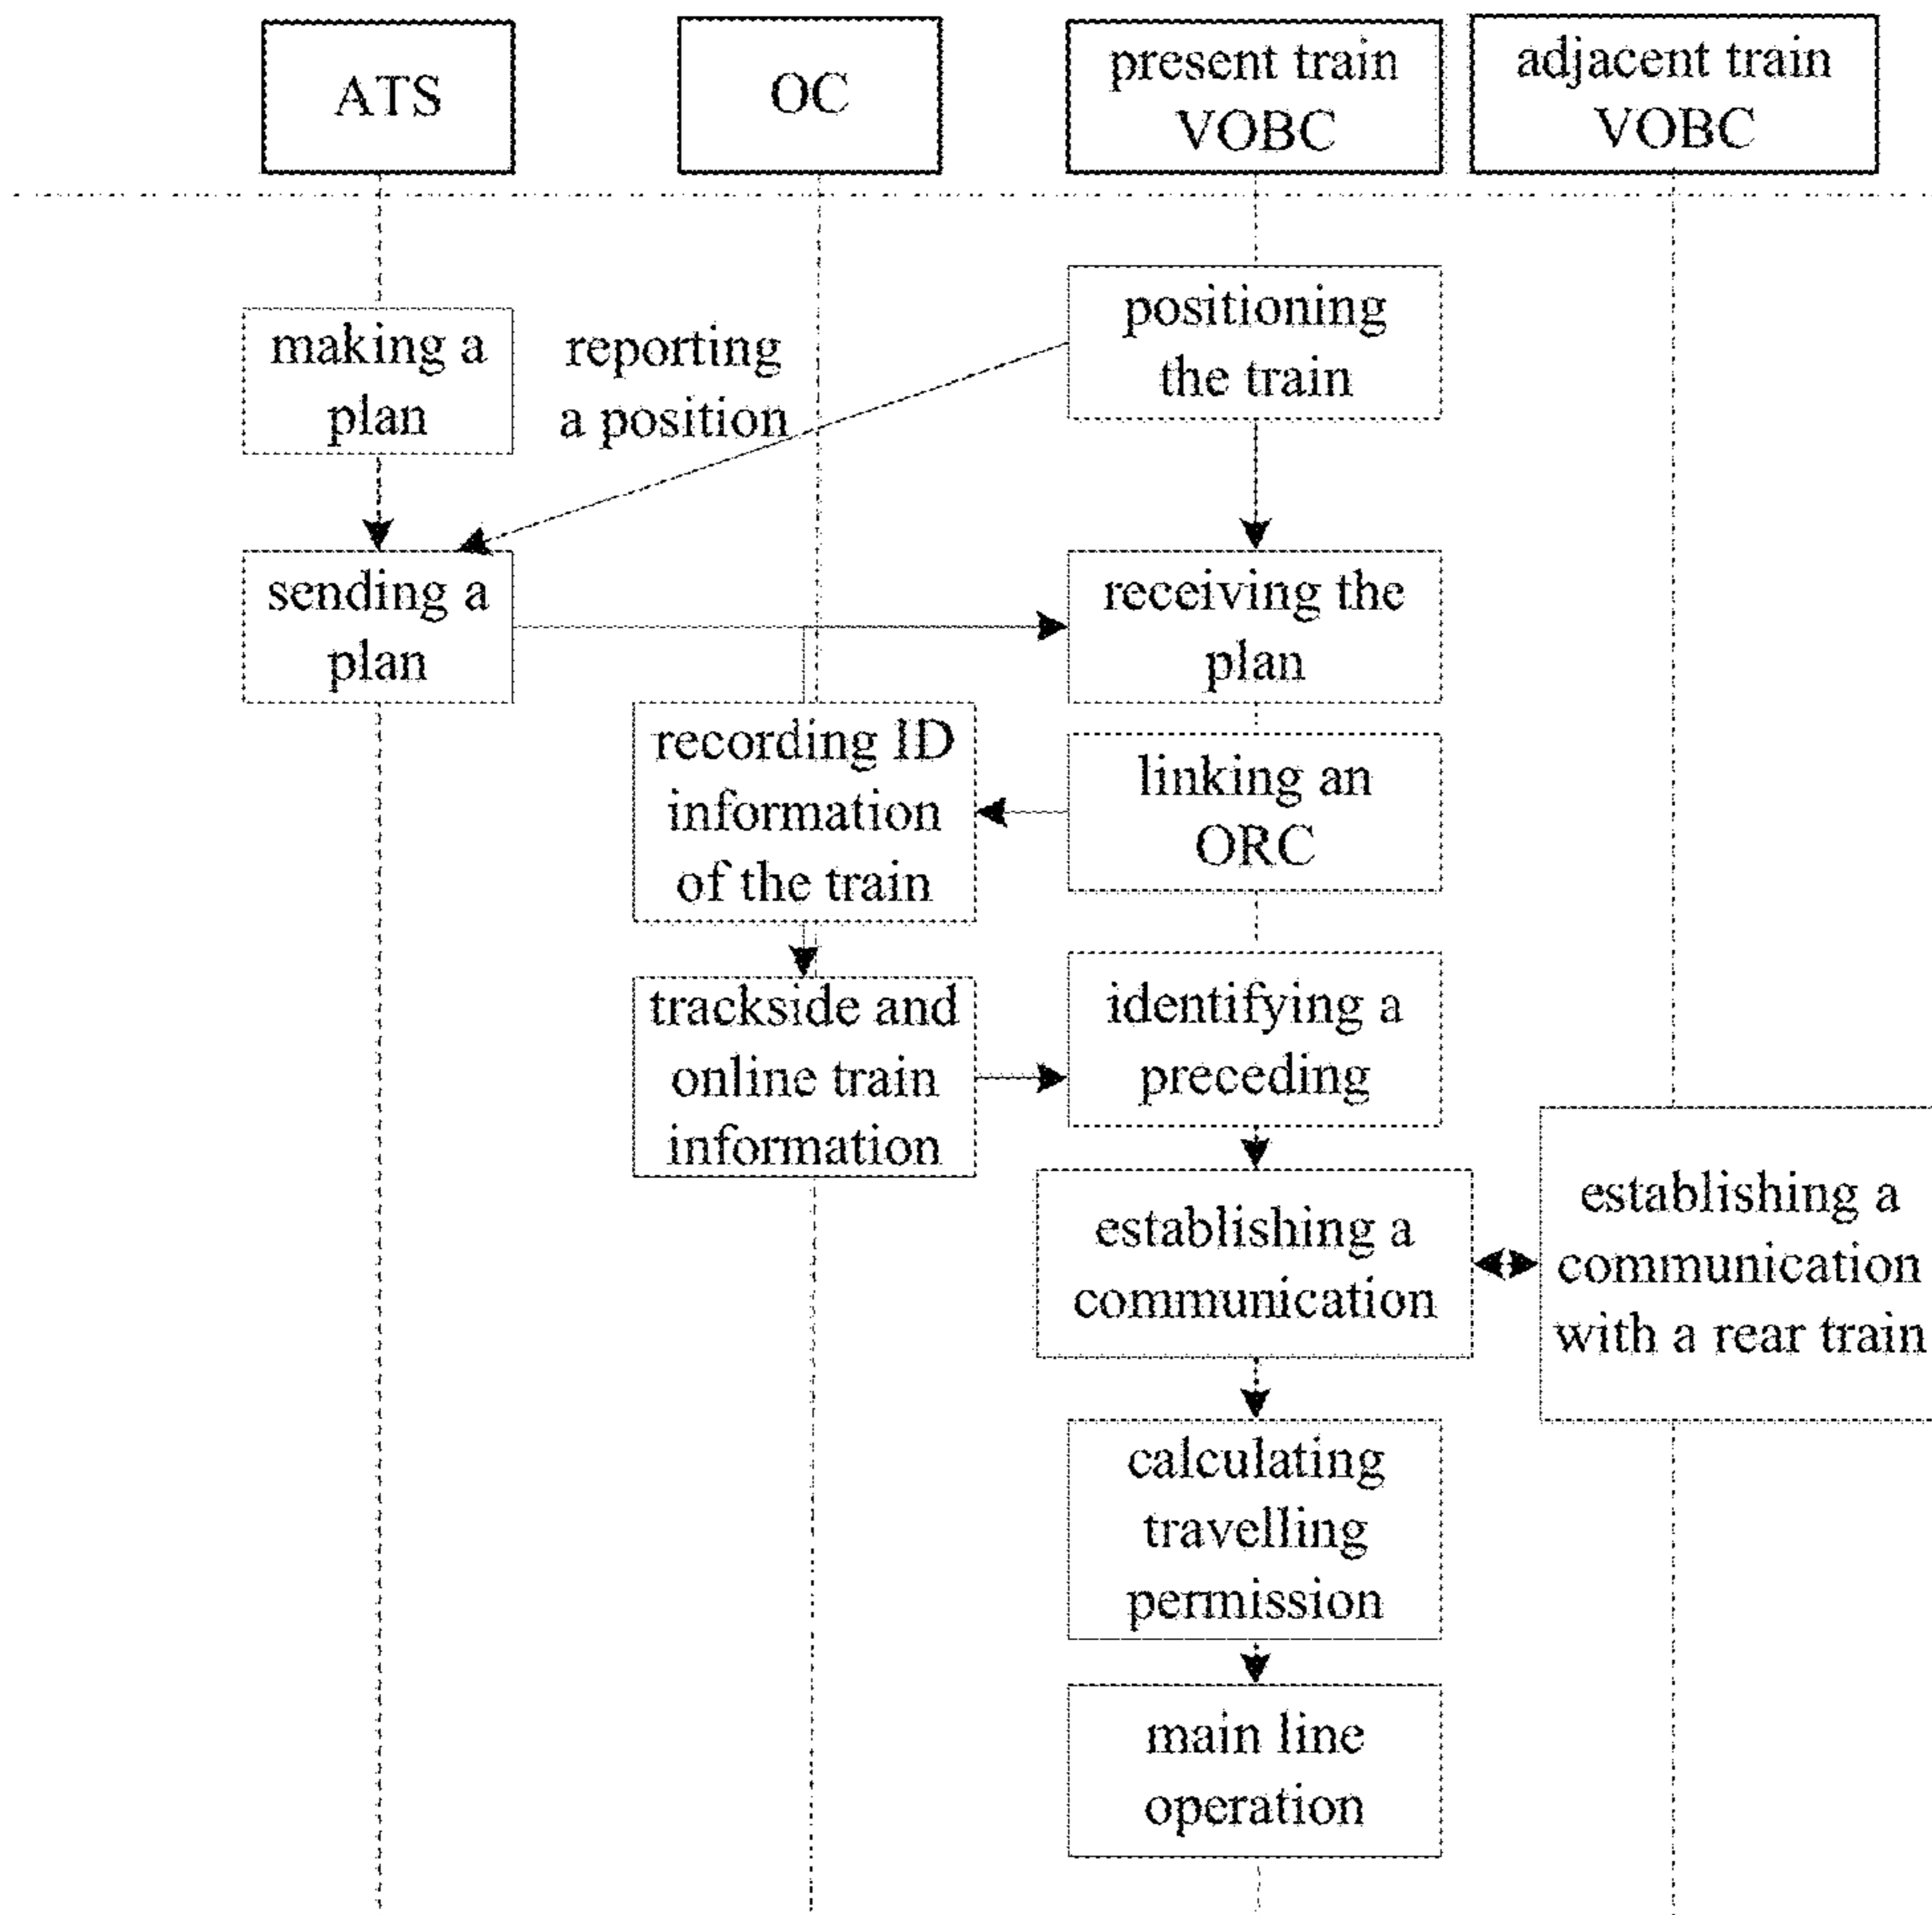 ATS
OC
present train
VOBC
adjacent train
VOBC
positioning
the train
making a
plan
reporting
a position
sending a
plan
receiving the
plan
recording ID
information
of the train
linking an
ORC
trackside and
online train
information
identifying a
preceding
establishing a
communication
establishing a
communication
with a rear train
calculating
travelling
permission
main line
operation